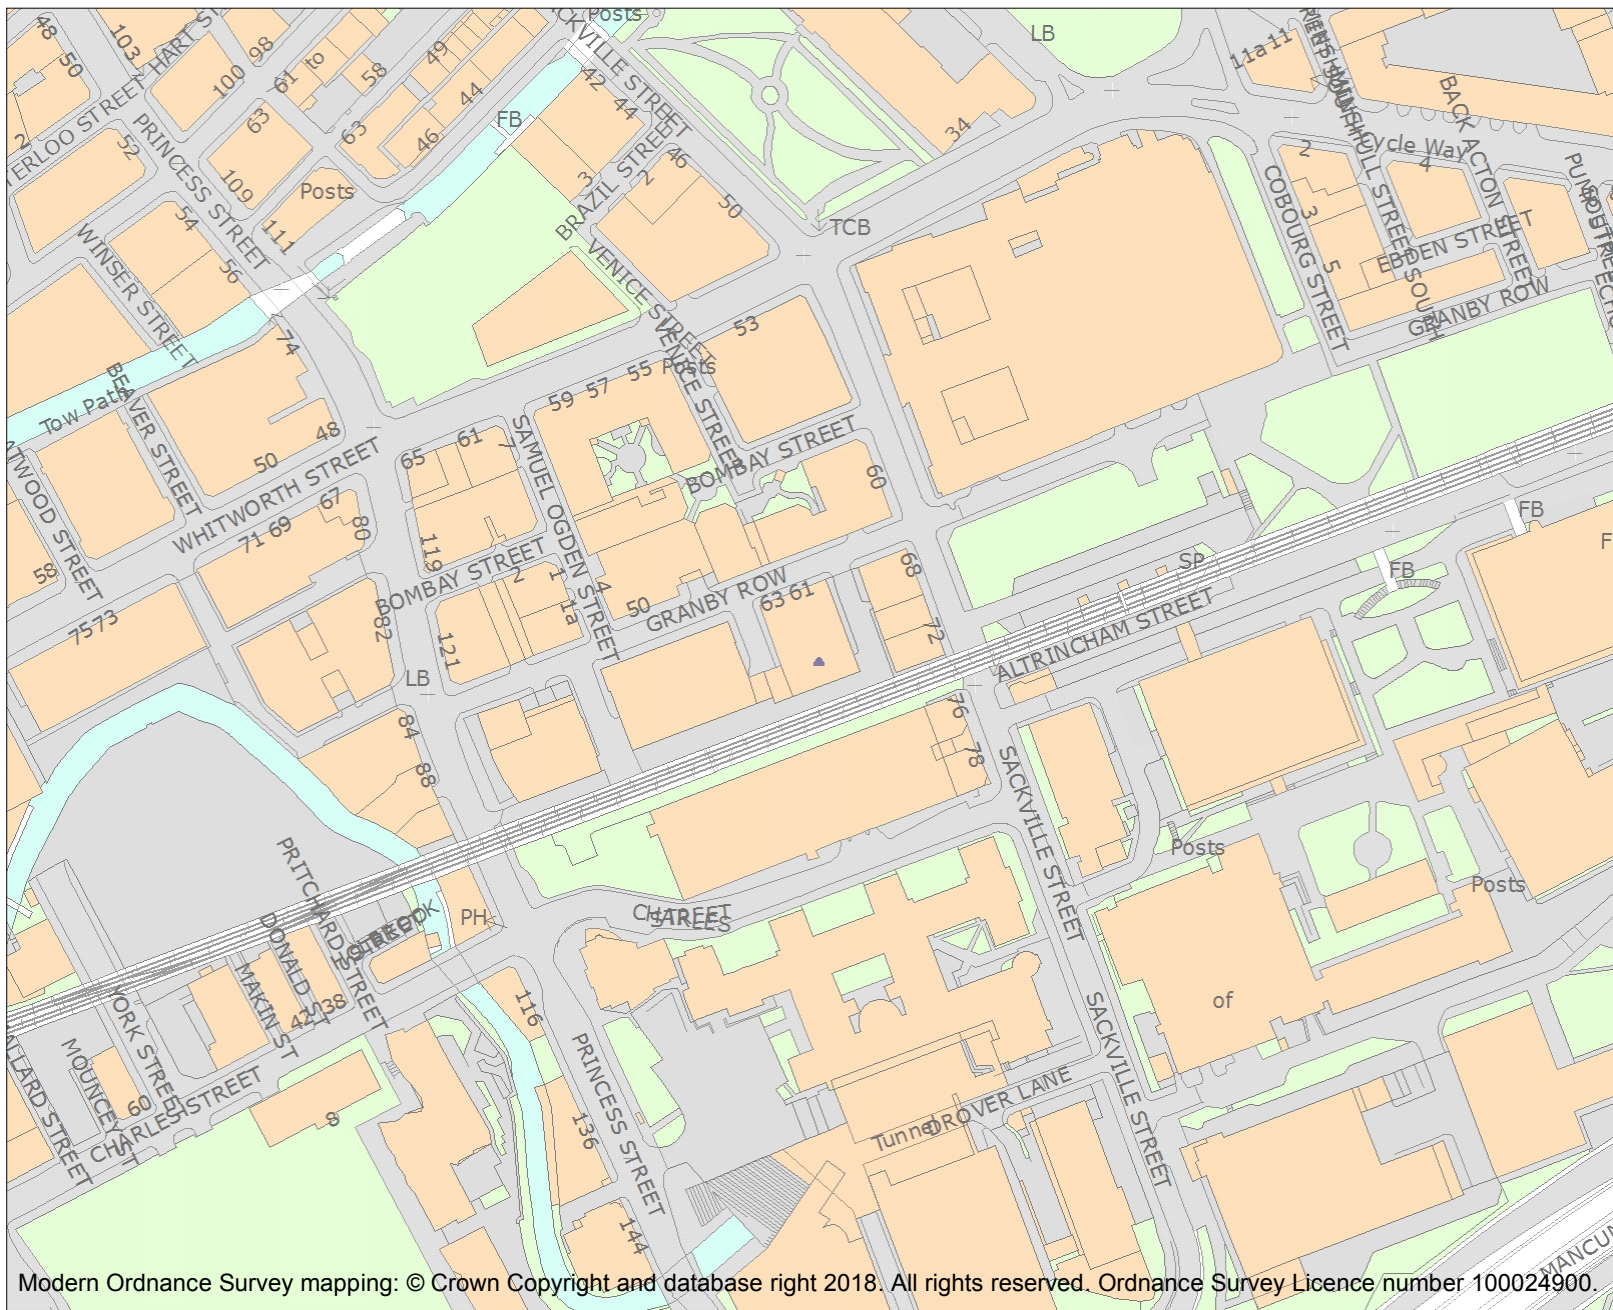 48
50
103
HART ST
98
100
61
to
58
49
44
SACKVILLE STREET
Posts
42
44
LB
11a
11
BACK ACTON STREET
Cycle Way
2
4
2
52
PRINCESS STREET
63
63
46
FB
3
BRAZIL STREET
46
2
50
34
109
Posts
111
54
56
WINSER STREET
TCB
VENICE STREET
VENICE STREET
COBOURG STREET
3
5
EBDEN STREET
GRANBY ROW
74
53
55
Posts
57
59
BEAVER STREET
Tow Path
48
50
61
7
65
SAMUEL OGDEN STREET
BOMBAY STREET
60
WHITWORTH STREET
67
71
69
80
58
119
BOMBAY STREET
2
1
1a
4
50
GRANBY ROW
63
61
68
72
SP
FB
FB
ALTRINCHAM STREET
75
73
82
121
LB
84
88
76
78
SACKVILLE STREET
Posts
Posts
PRITCHARD STREET
PH
CHARLES
STREET
DONALD ST
MAKIN ST
42
38
YORK STREET
MOUNCEY ST
60
CHARLES STREET
8
116
PRINCESS STREET
136
144
of
SACKVILLE STREET
DROVER LANE
Tunnel
Modern Ordnance Survey mapping: © Crown Copyright and database right 2018. All rights reserved. Ordnance Survey Licence number 100024900.